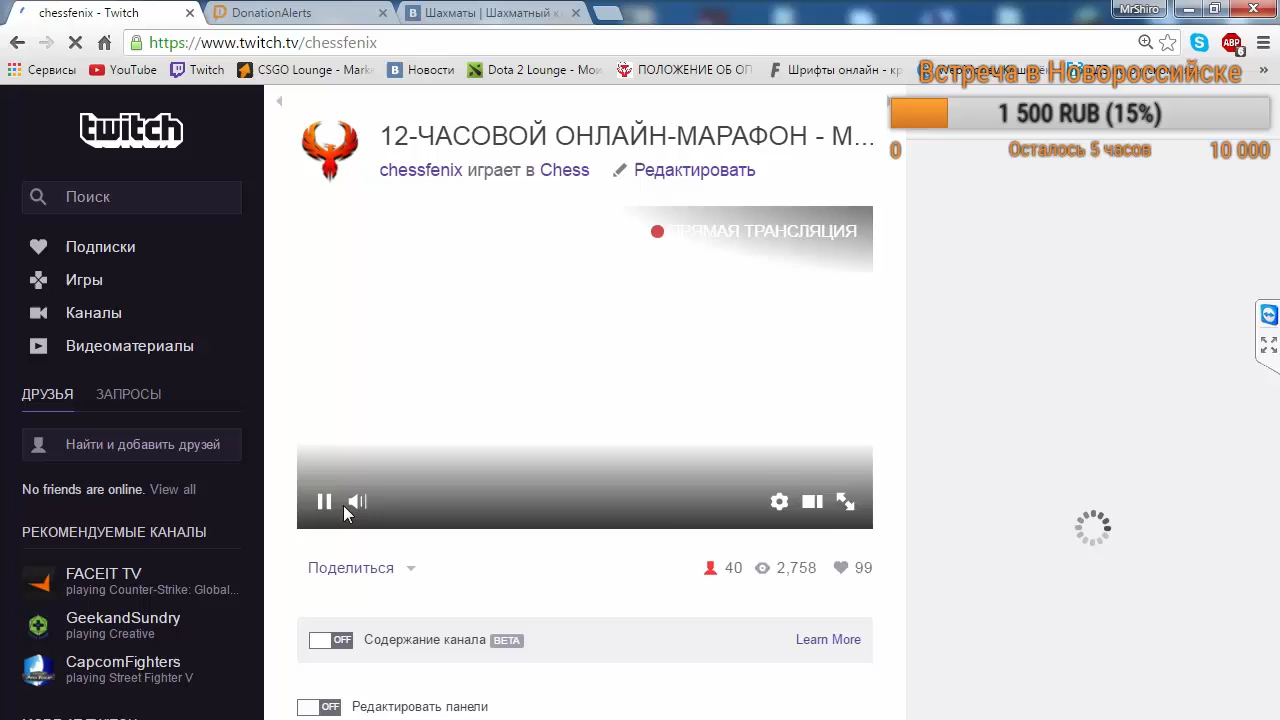 chessfenix - Twitch
DonationAlerts
Шахматы | Шахматный к
MrShiro
https://www.twitch.tv/chessfenix
ABP
6
Сервисы
YouTube
Twitch
CSGO Lounge - Marke
Новости
Dota 2 Lounge - Мои
ПОЛОЖЕНИЕ ОБ ОП
Шрифты онлайн - кр
Встреча в Новороссийске
1 500 RUB (15%)
0
Осталось 5 часов
10 000
twitch
Поиск
Подписки
Игры
Каналы
Видеоматериалы
ДРУЗЬЯ
ЗАПРОСЫ
Найти и добавить друзей
No friends are online. View all
РЕКОМЕНДУЕМЫЕ КАНАЛЫ
FACEIT TV
playing Counter-Strike: Global...
GeekandSundry
playing Creative
CapcomFighters
playing Street Fighter V
12-ЧАСОВОЙ ОНЛАЙН-МАРАФОН - М...
chessfenix играет в Chess
Редактировать
ПРЯМАЯ ТРАНСЛЯЦИЯ
Поделиться
40
2,758
99
OFF
Содержание канала BETA
Learn More
OFF
Редактировать панели